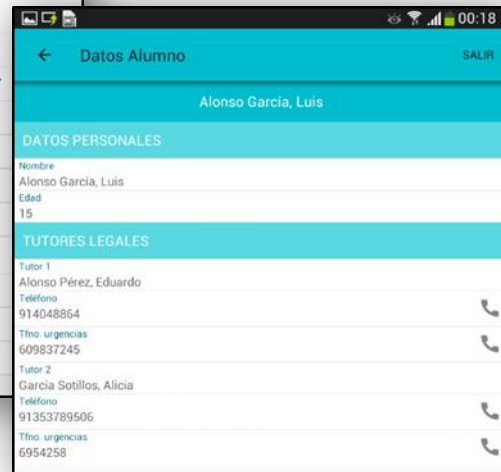 00:18
Datos Alumno SALIR
Alonso García, Luis
DATOS PERSONALES
Nombre
Alonso García, Luis
Edad
15
TUTORES LEGALES
Tutor 1
Alonso Pérez, Eduardo
Teléfono
914048864
Tfno. urgencias
609837245
Tutor 2
García Sotillos, Alicia
Teléfono
91353789506
Tfno. urgencias
6954258